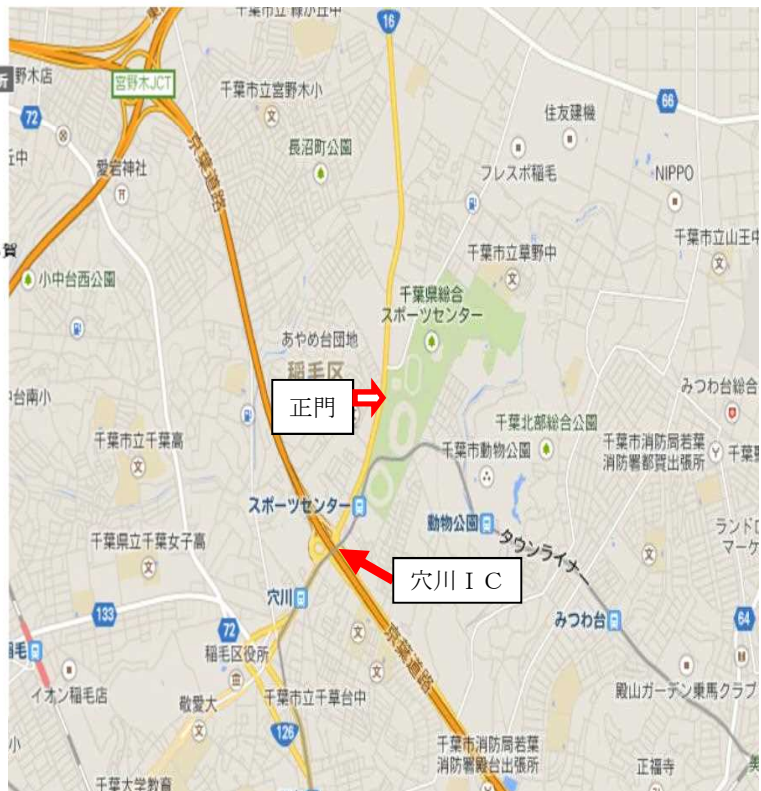 千葉市立 緑が丘中
16
所
野木店
宮野木JCT
千葉市立宮野木小
66
72
住友建機
丘中
長沼町公園
京葉道路
愛宕神社
フレスポ稲毛
NIPPO
賀
千葉市立草野中
千葉市立山王中
小中台西公園
千葉県総合
スポーツセンター
あやめ台団地
稲毛区
正門
みつわ台総合
中台南小
千葉北部総合公園
千葉市立千葉高
千葉市動物公園
千葉市消防局若葉
消防署都賀出張所
スポーツセンター
動物公園
タウンライナー
ランドロ
マーケ
千葉県立千葉女子高
穴川ＩＣ
穴川
133
みつわ台
64
72
稲毛
稲毛区役所
京葉道路
イオン稲毛店
敬愛大
千葉市立千草台中
殿山ガーデン乗馬クラブ
126
小
千葉市消防局若葉
消防署殿台出張所
正福寺
千葉大学教育